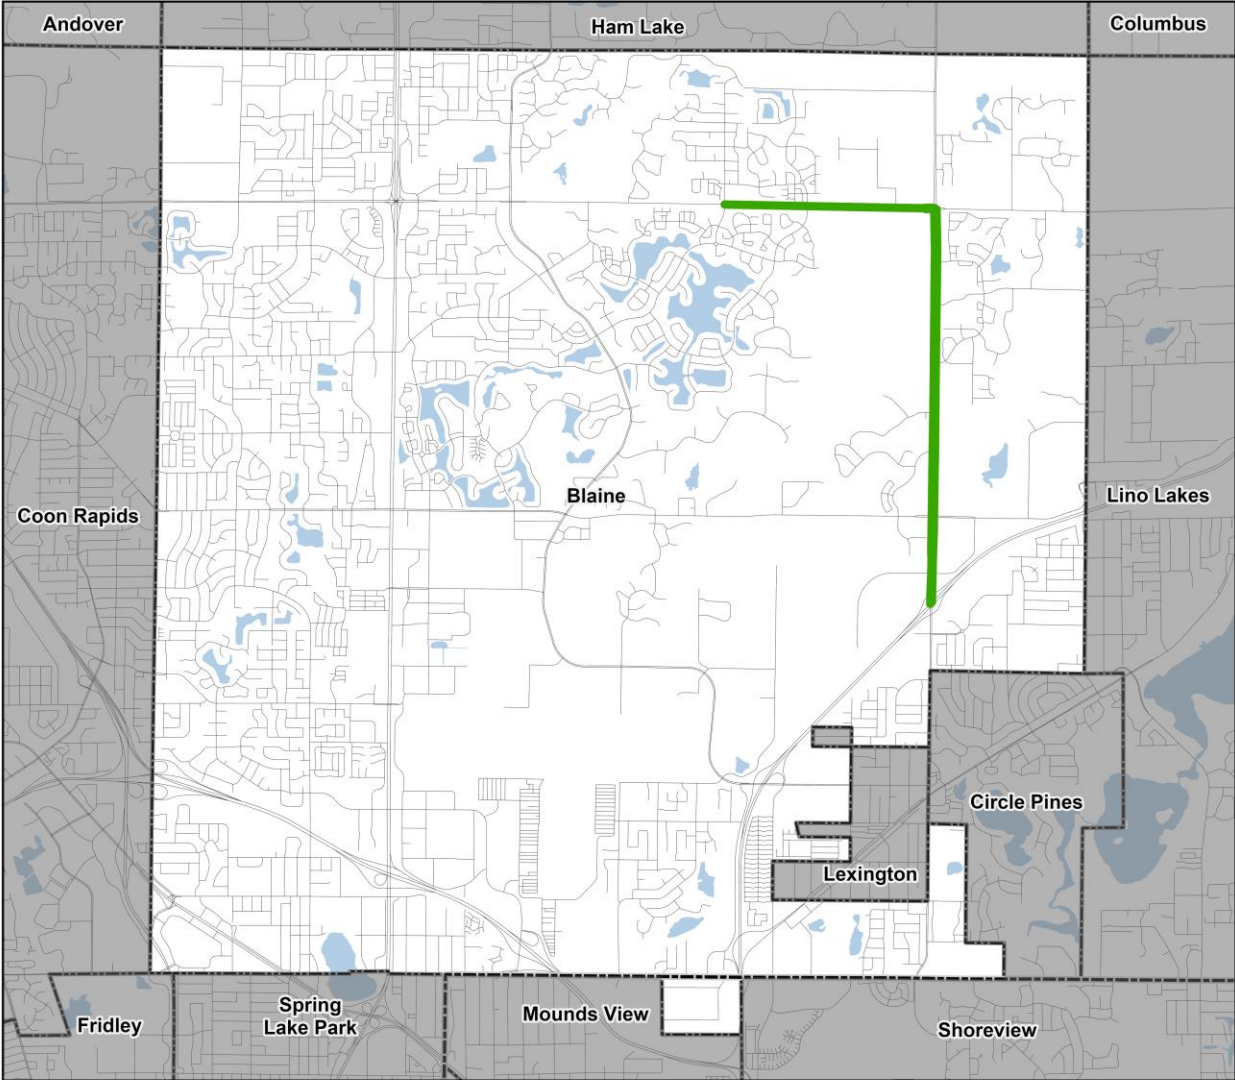 Andover
Ham Lake
Columbus
Blaine
Lino Lakes
Coon Rapids
Circle Pines
Lexington
Spring
Lake Park
Mounds View
Fridley
Shoreview